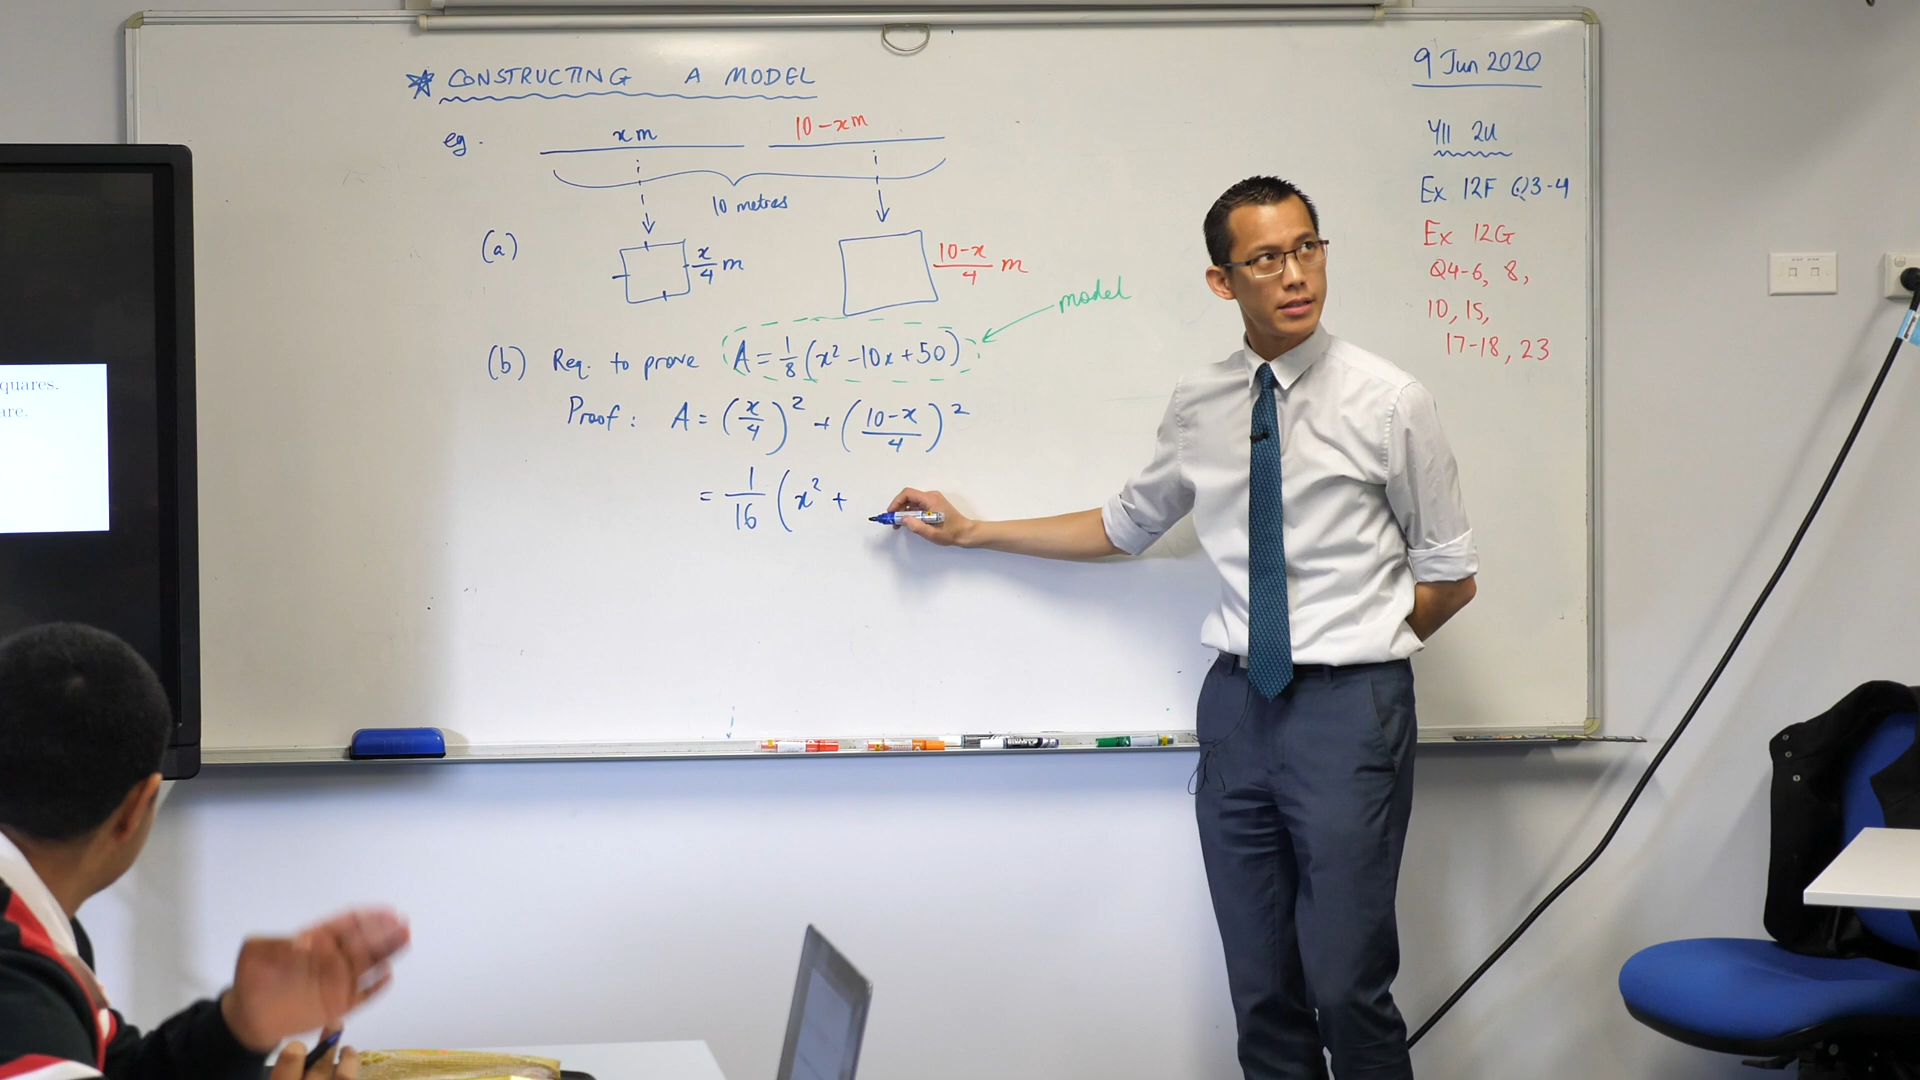 CONSTRUCTING A MODEL
eg. x m 10-x m
10 metres
(a) x/4 m (10-x)/4 m
model
(b) Req. to prove A = 1/8 (x² - 10x + 50)
Proof: A = (x/4)² + ((10-x)/4)²
= 1/16 (x² +
9 Jun 2020
Y11 2U
Ex 12F Q3-4
Ex 12G
Q4-6, 8,
10, 15,
17-18, 23
quares.
are.